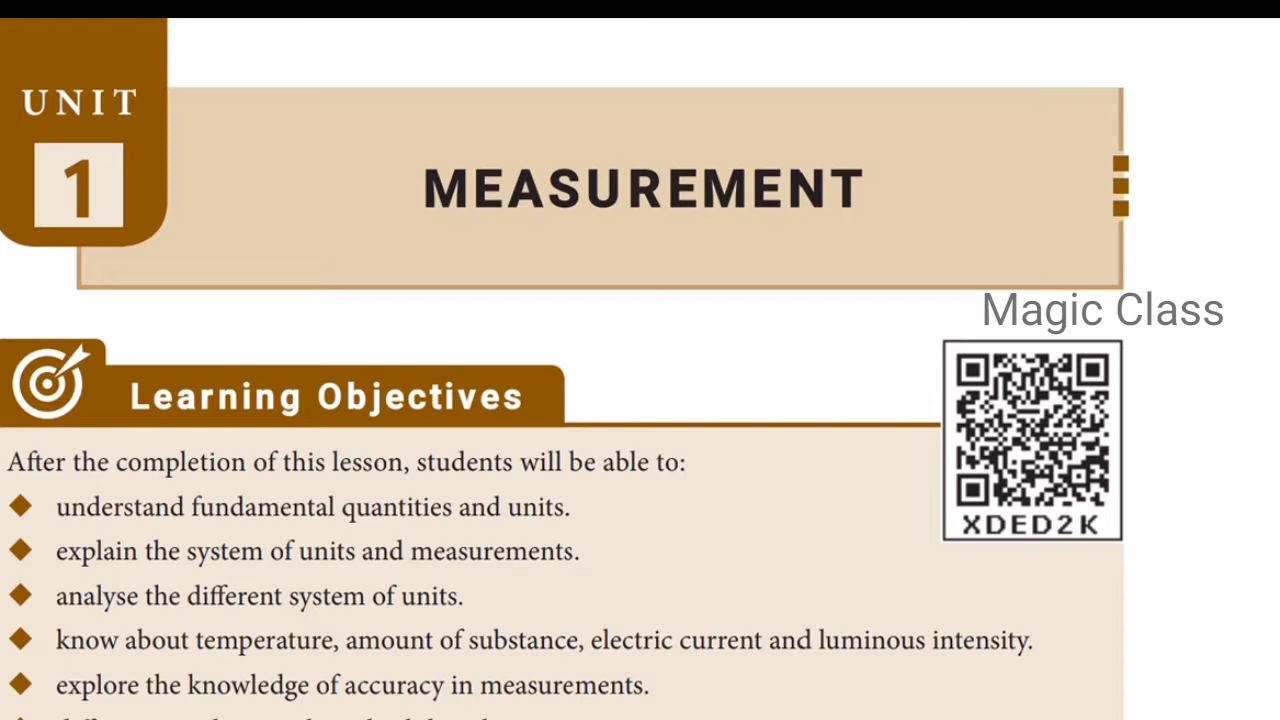 UNIT
1
MEASUREMENT
Magic Class
Learning Objectives
XDED2K
After the completion of this lesson, students will be able to:
understand fundamental quantities and units.
explain the system of units and measurements.
analyse the different system of units.
know about temperature, amount of substance, electric current and luminous intensity.
explore the knowledge of accuracy in measurements.